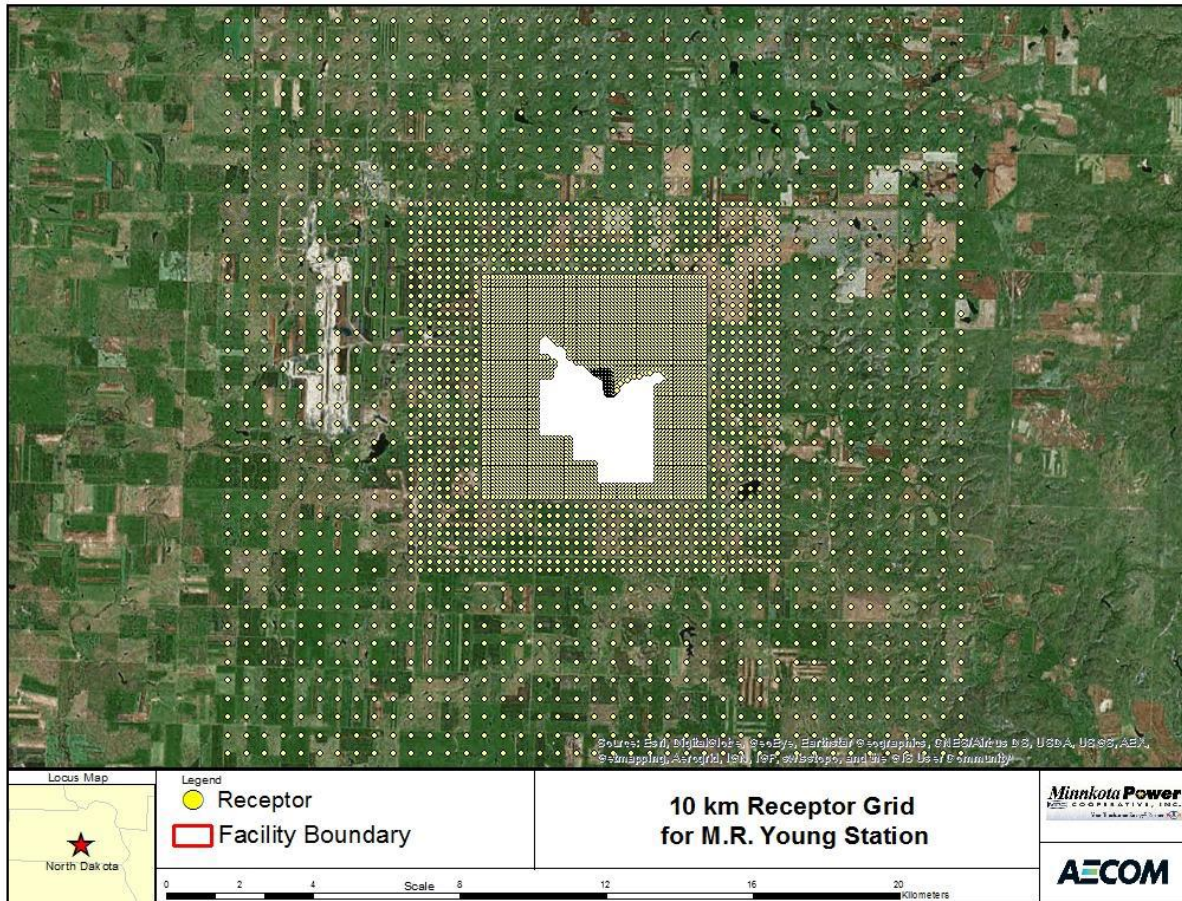 Source: Esri, DigitalGlobe, GeoEye, Earthstar Geographics, CNES/Airbus DS, USDA, USGS, AEX,
Getmapping, Aerogrid, IGN, IGP, swisstopo, and the GIS User Community
Locus Map
North Dakota
Legend
Receptor
Facility Boundary
10 km Receptor Grid
for M.R. Young Station
Minnkota Power
COOPERATIVE, INC.
AECOM
0 2 4 Scale 8 12 16 20
Kilometers